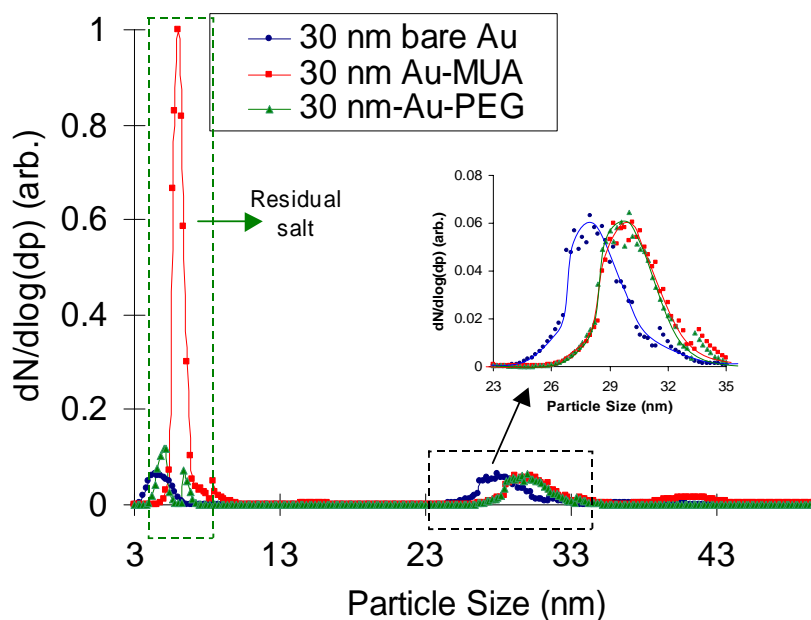 30 nm bare Au
30 nm Au-MUA
30 nm-Au-PEG
dN/dlog(dp) (arb.)
1
0.8
0.6
0.4
0.2
0
Residual
salt
dN/dlog(dp) (arb.)
0.08
0.06
0.04
0.02
0
23 26 29 32 35
Particle Size (nm)
3 13 23 33 43
Particle Size (nm)